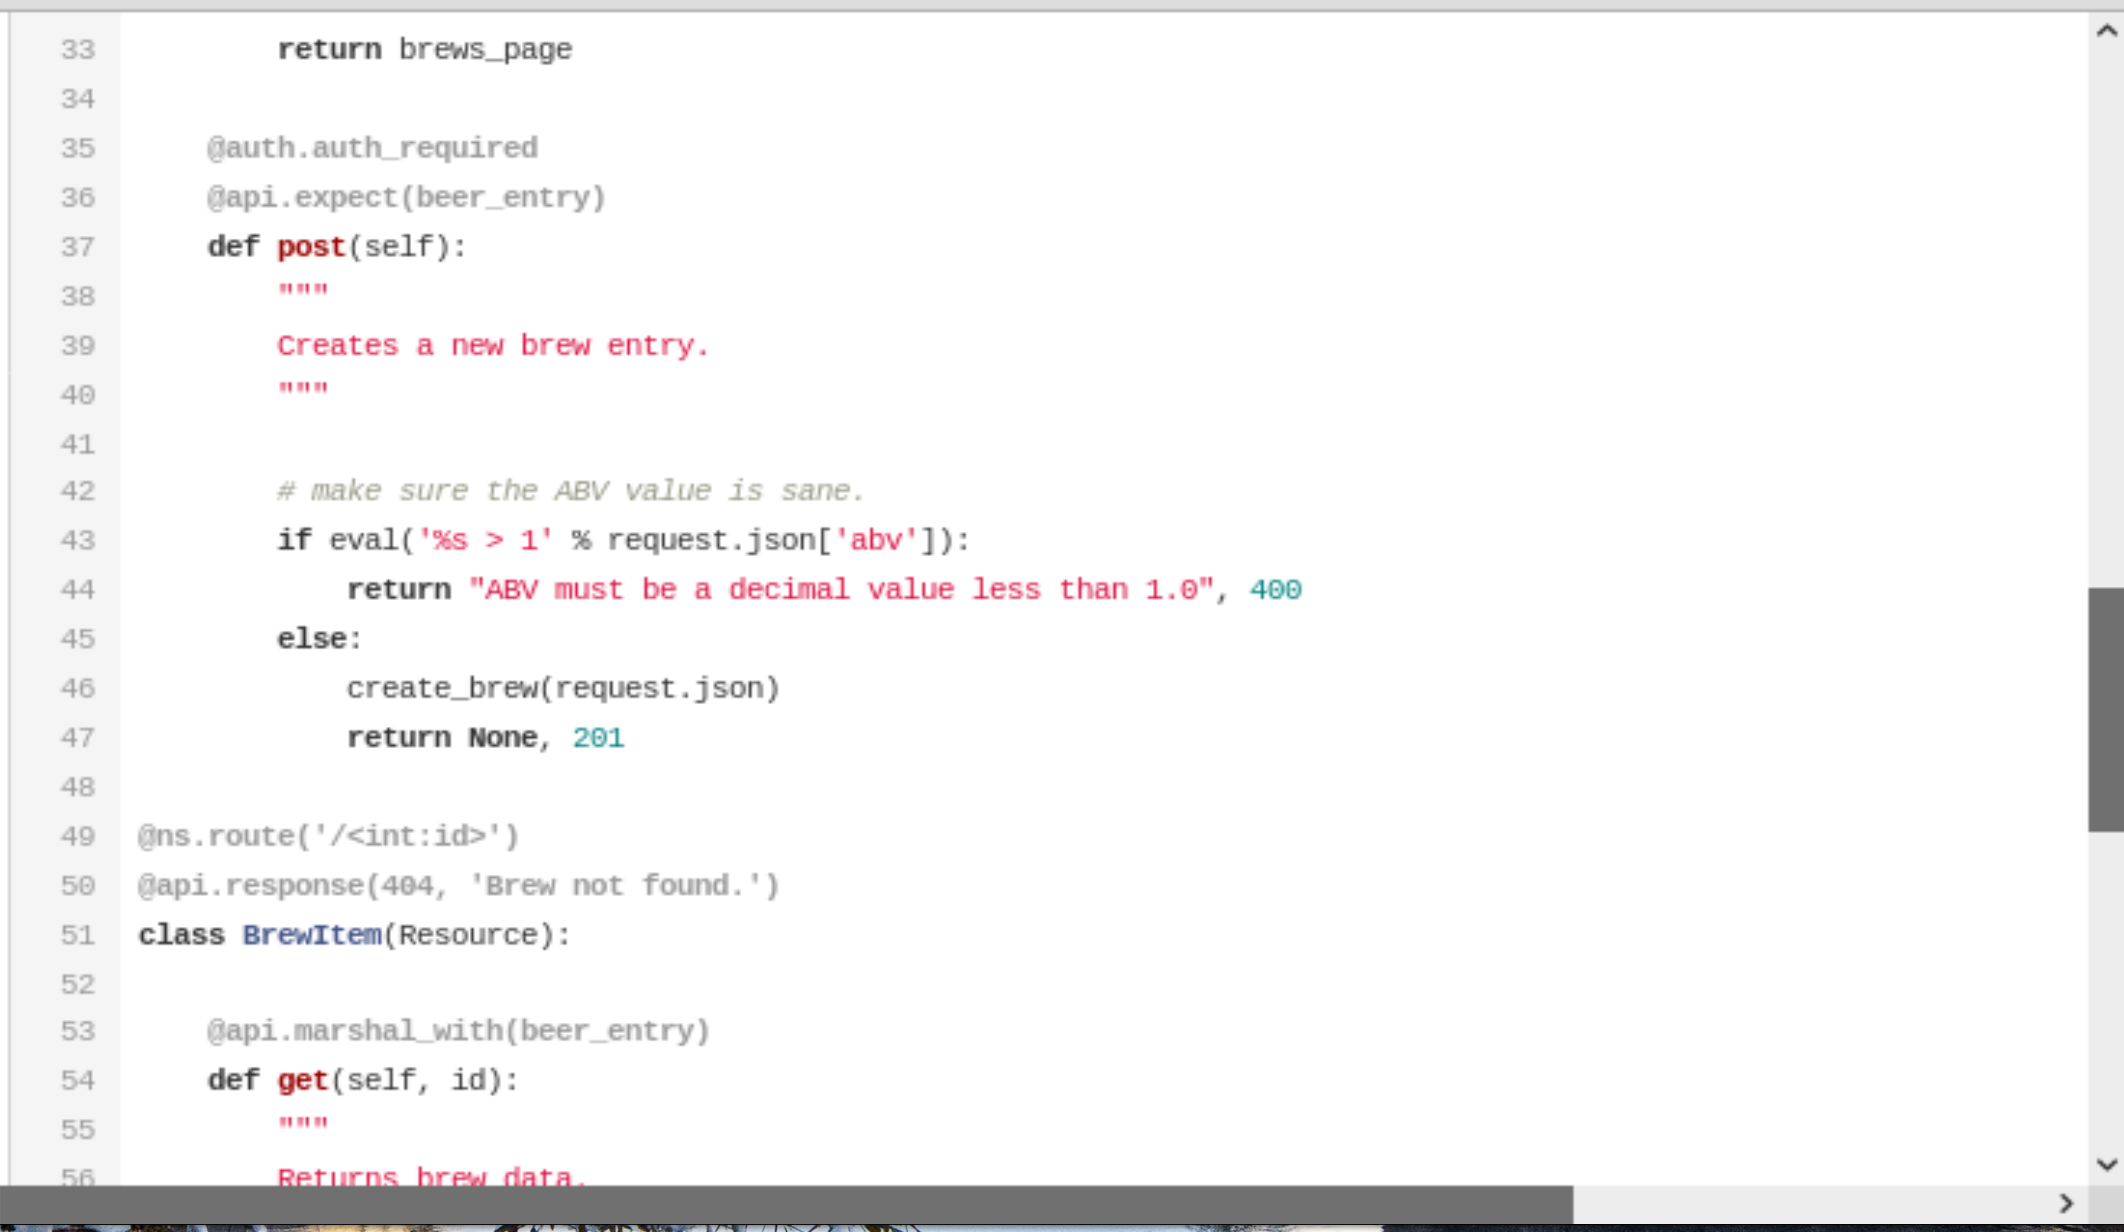 33 return brews_page
34
35 @auth.auth_required
36 @api.expect(beer_entry)
37 def post(self):
38 """
39 Creates a new brew entry.
40 """
41
42 # make sure the ABV value is sane.
43 if eval('%s > 1' % request.json['abv']):
44 return "ABV must be a decimal value less than 1.0", 400
45 else:
46 create_brew(request.json)
47 return None, 201
48
49 @ns.route('/<int:id>')
50 @api.response(404, 'Brew not found.')
51 class BrewItem(Resource):
52
53 @api.marshal_with(beer_entry)
54 def get(self, id):
55 """
56 Returns brew data.